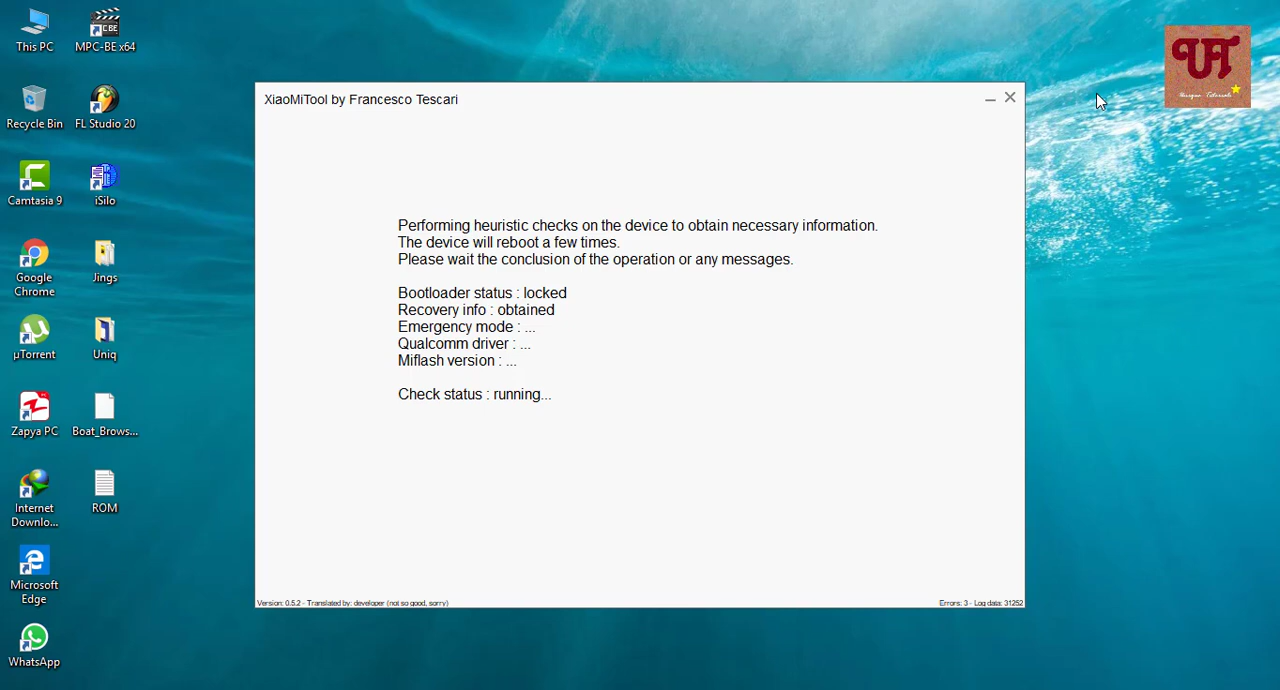 This PC
MPC-BE x64
Recycle Bin
FL Studio 20
Camtasia 9
iSilo
Google
Chrome
Jings
µTorrent
Uniq
Zapya PC
Boat_Brows...
Internet
Downlo...
ROM
Microsoft
Edge
WhatsApp
XiaoMiTool by Francesco Tescari
Performing heuristic checks on the device to obtain necessary information.
The device will reboot a few times.
Please wait the conclusion of the operation or any messages.
Bootloader status : locked
Recovery info : obtained
Emergency mode : ...
Qualcomm driver : ...
Miflash version : ...
Check status : running...
Version: 0.5.2 - Translated by: developer (not so good, sorry)
Errors: 3 - Log data: 31252
CBE